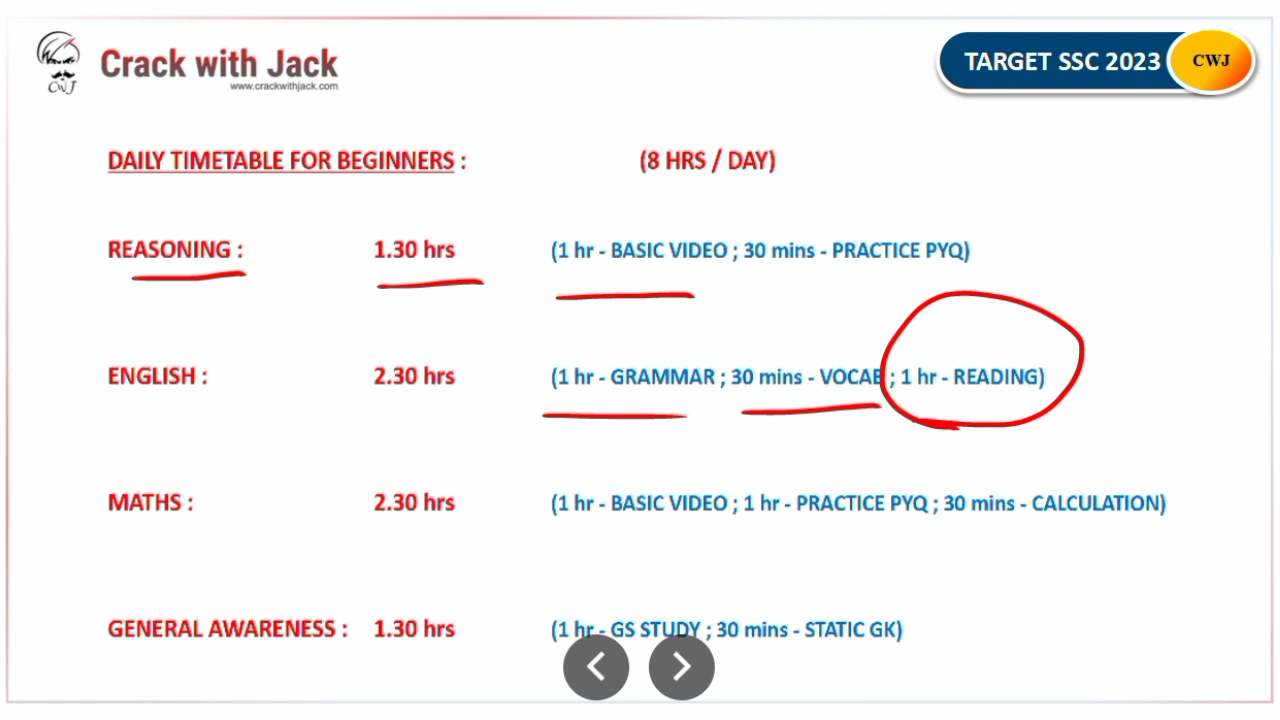 Crack with Jack
www.crackwithjack.com
CWJ
TARGET SSC 2023 CWJ
DAILY TIMETABLE FOR BEGINNERS : (8 HRS / DAY)
REASONING : 1.30 hrs (1 hr - BASIC VIDEO ; 30 mins - PRACTICE PYQ)
ENGLISH : 2.30 hrs (1 hr - GRAMMAR ; 30 mins - VOCAB ; 1 hr - READING)
MATHS : 2.30 hrs (1 hr - BASIC VIDEO ; 1 hr - PRACTICE PYQ ; 30 mins - CALCULATION)
GENERAL AWARENESS : 1.30 hrs (1 hr - GS STUDY ; 30 mins - STATIC GK)